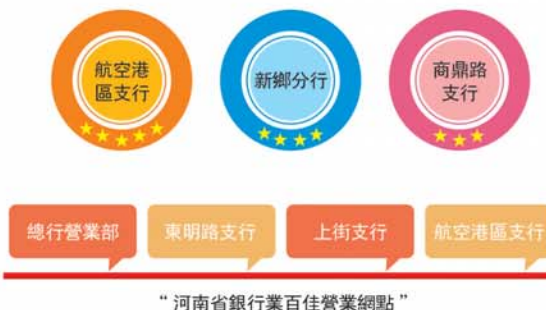 航空港
區支行
新鄉分行
商鼎路
支行
總行營業部
東明路支行
上街支行
航空港區支行
“河南省銀行業百佳營業網點”